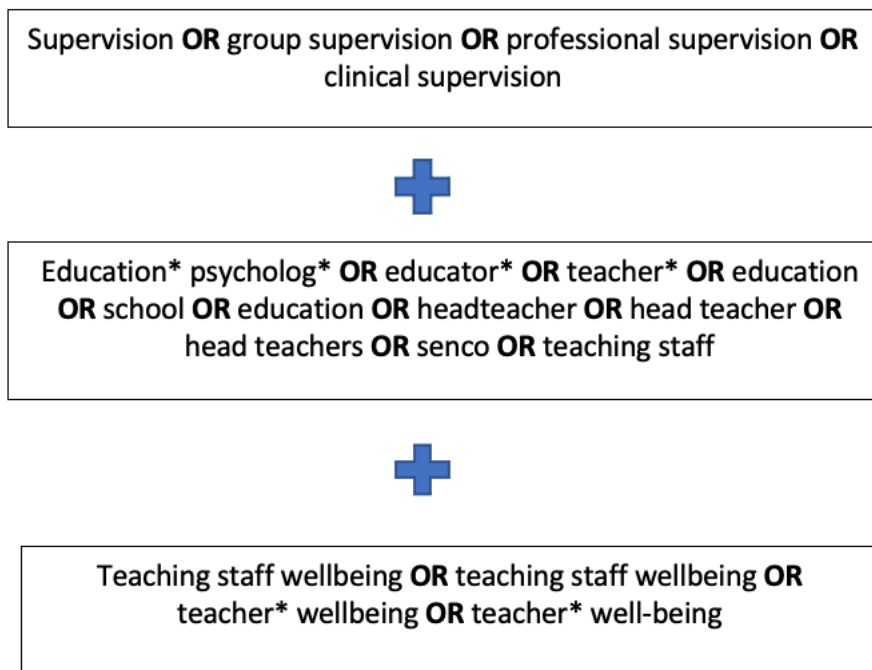 Supervision OR group supervision OR professional supervision OR
clinical supervision
Education* psycholog* OR educator* OR teacher* OR education
OR school OR education OR headteacher OR head teacher OR
head teachers OR senco OR teaching staff
Teaching staff wellbeing OR teaching staff wellbeing OR
teacher* wellbeing OR teacher* well-being